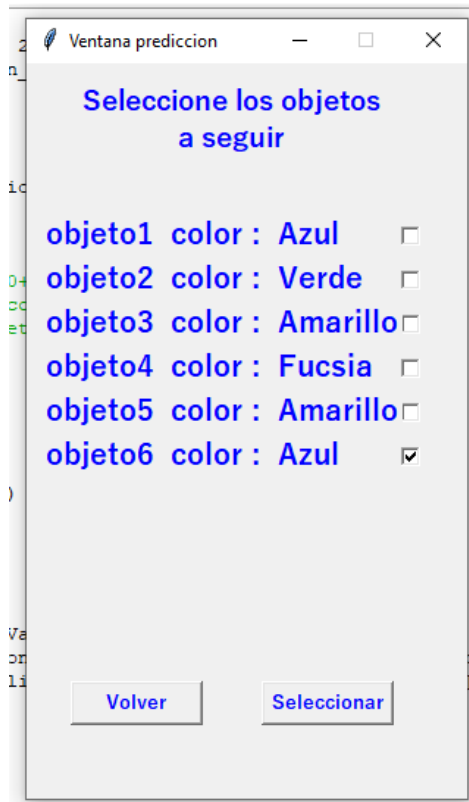 Ventana prediccion
Seleccione los objetos
a seguir
objeto1 color : Azul
objeto2 color : Verde
objeto3 color : Amarillo
objeto4 color : Fucsia
objeto5 color : Amarillo
objeto6 color : Azul
Volver Seleccionar